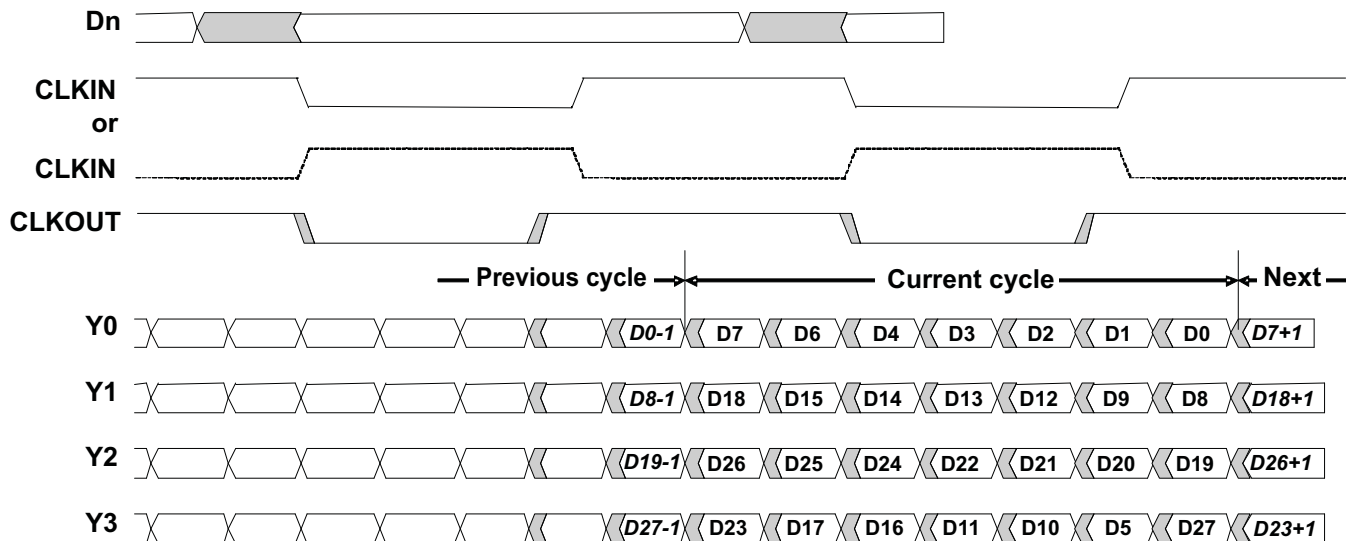 Dn
CLKIN
or
CLKIN
CLKOUT
Previous cycle Current cycle Next
Y0 D0-1 D7 D6 D4 D3 D2 D1 D0 D7+1
Y1 D8-1 D18 D15 D14 D13 D12 D9 D8 D18+1
Y2 D19-1 D26 D25 D24 D22 D21 D20 D19 D26+1
Y3 D27-1 D23 D17 D16 D11 D10 D5 D27 D23+1